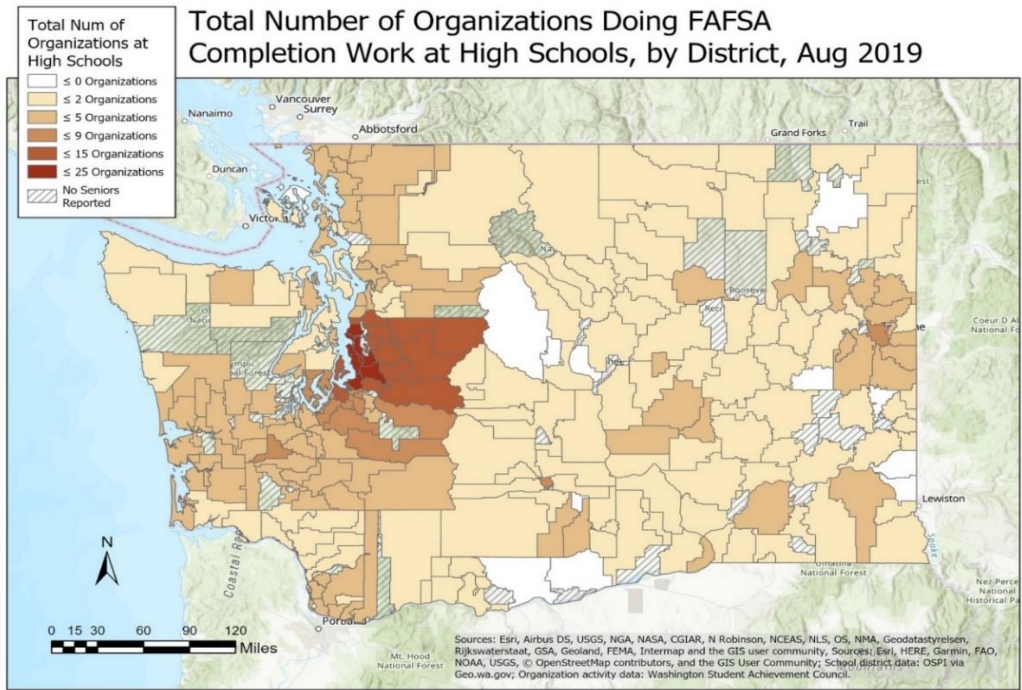 Total Number of Organizations Doing FAFSA
Completion Work at High Schools, by District, Aug 2019
Total Num of
Organizations at
High Schools
≤ 0 Organizations
≤ 2 Organizations
≤ 5 Organizations
≤ 9 Organizations
≤ 15 Organizations
≤ 25 Organizations
No Seniors
Reported
Vancouver
Surrey
Nanaimo
Abbotsford
Trail
Grand Forks
Duncan
Victor
Coeur D Al
National Fo
Lewiston
Snake
Umatilla
National Forest
Nez Perce
National
Historical Pa
Coastal Ra
Portland
Mt. Hood
National Forest
N
0 15 30 60 90 120
Miles
Sources: Esri, Airbus DS, USGS, NGA, NASA, CGIAR, N Robinson, NCEAS, NLS, OS, NMA, Geodatastyrelsen,
Rijkswaterstaat, GSA, Geoland, FEMA, Intermap and the GIS user community, Sources: Esri, HERE, Garmin, FAO,
NOAA, USGS, © OpenStreetMap contributors, and the GIS User Community; School district data: OSPI via
Geo.wa.gov; Organization activity data: Washington Student Achievement Council.